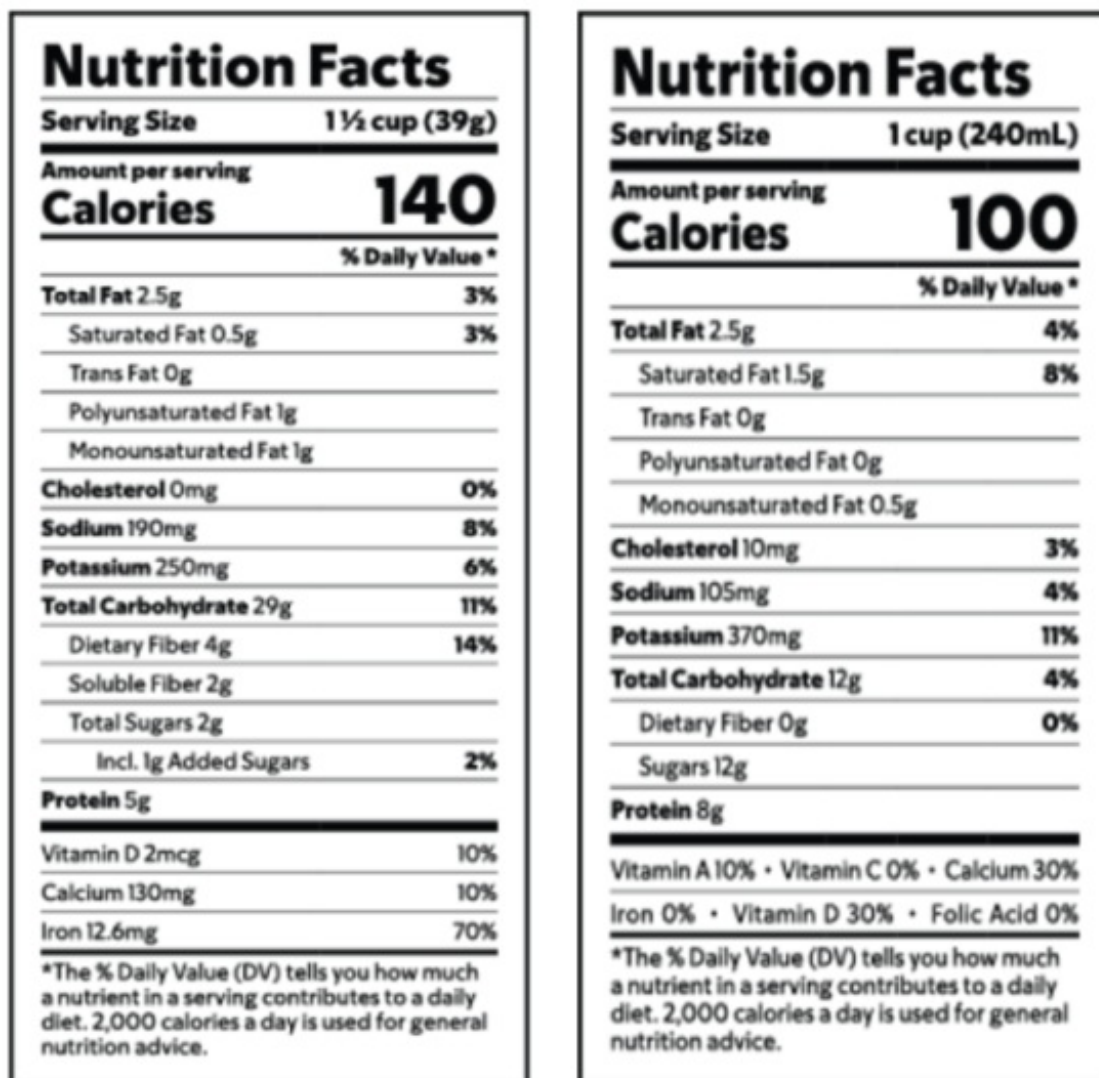 Nutrition Facts
Serving Size 1 ½ cup (39g)
Amount per serving
Calories 140
% Daily Value *
Total Fat 2.5g 3%
Saturated Fat 0.5g 3%
Trans Fat 0g
Polyunsaturated Fat 1g
Monounsaturated Fat 1g
Cholesterol 0mg 0%
Sodium 190mg 8%
Potassium 250mg 6%
Total Carbohydrate 29g 11%
Dietary Fiber 4g 14%
Soluble Fiber 2g
Total Sugars 2g
Incl. 1g Added Sugars 2%
Protein 5g
Vitamin D 2mcg 10%
Calcium 130mg 10%
Iron 12.6mg 70%
*The % Daily Value (DV) tells you how much
a nutrient in a serving contributes to a daily
diet. 2,000 calories a day is used for general
nutrition advice.
Nutrition Facts
Serving Size 1 cup (240mL)
Amount per serving
Calories 100
% Daily Value *
Total Fat 2.5g 4%
Saturated Fat 1.5g 8%
Trans Fat 0g
Polyunsaturated Fat 0g
Monounsaturated Fat 0.5g
Cholesterol 10mg 3%
Sodium 105mg 4%
Potassium 370mg 11%
Total Carbohydrate 12g 4%
Dietary Fiber 0g 0%
Sugars 12g
Protein 8g
Vitamin A 10% • Vitamin C 0% • Calcium 30%
Iron 0% • Vitamin D 30% • Folic Acid 0%
*The % Daily Value (DV) tells you how much
a nutrient in a serving contributes to a daily
diet. 2,000 calories a day is used for general
nutrition advice.